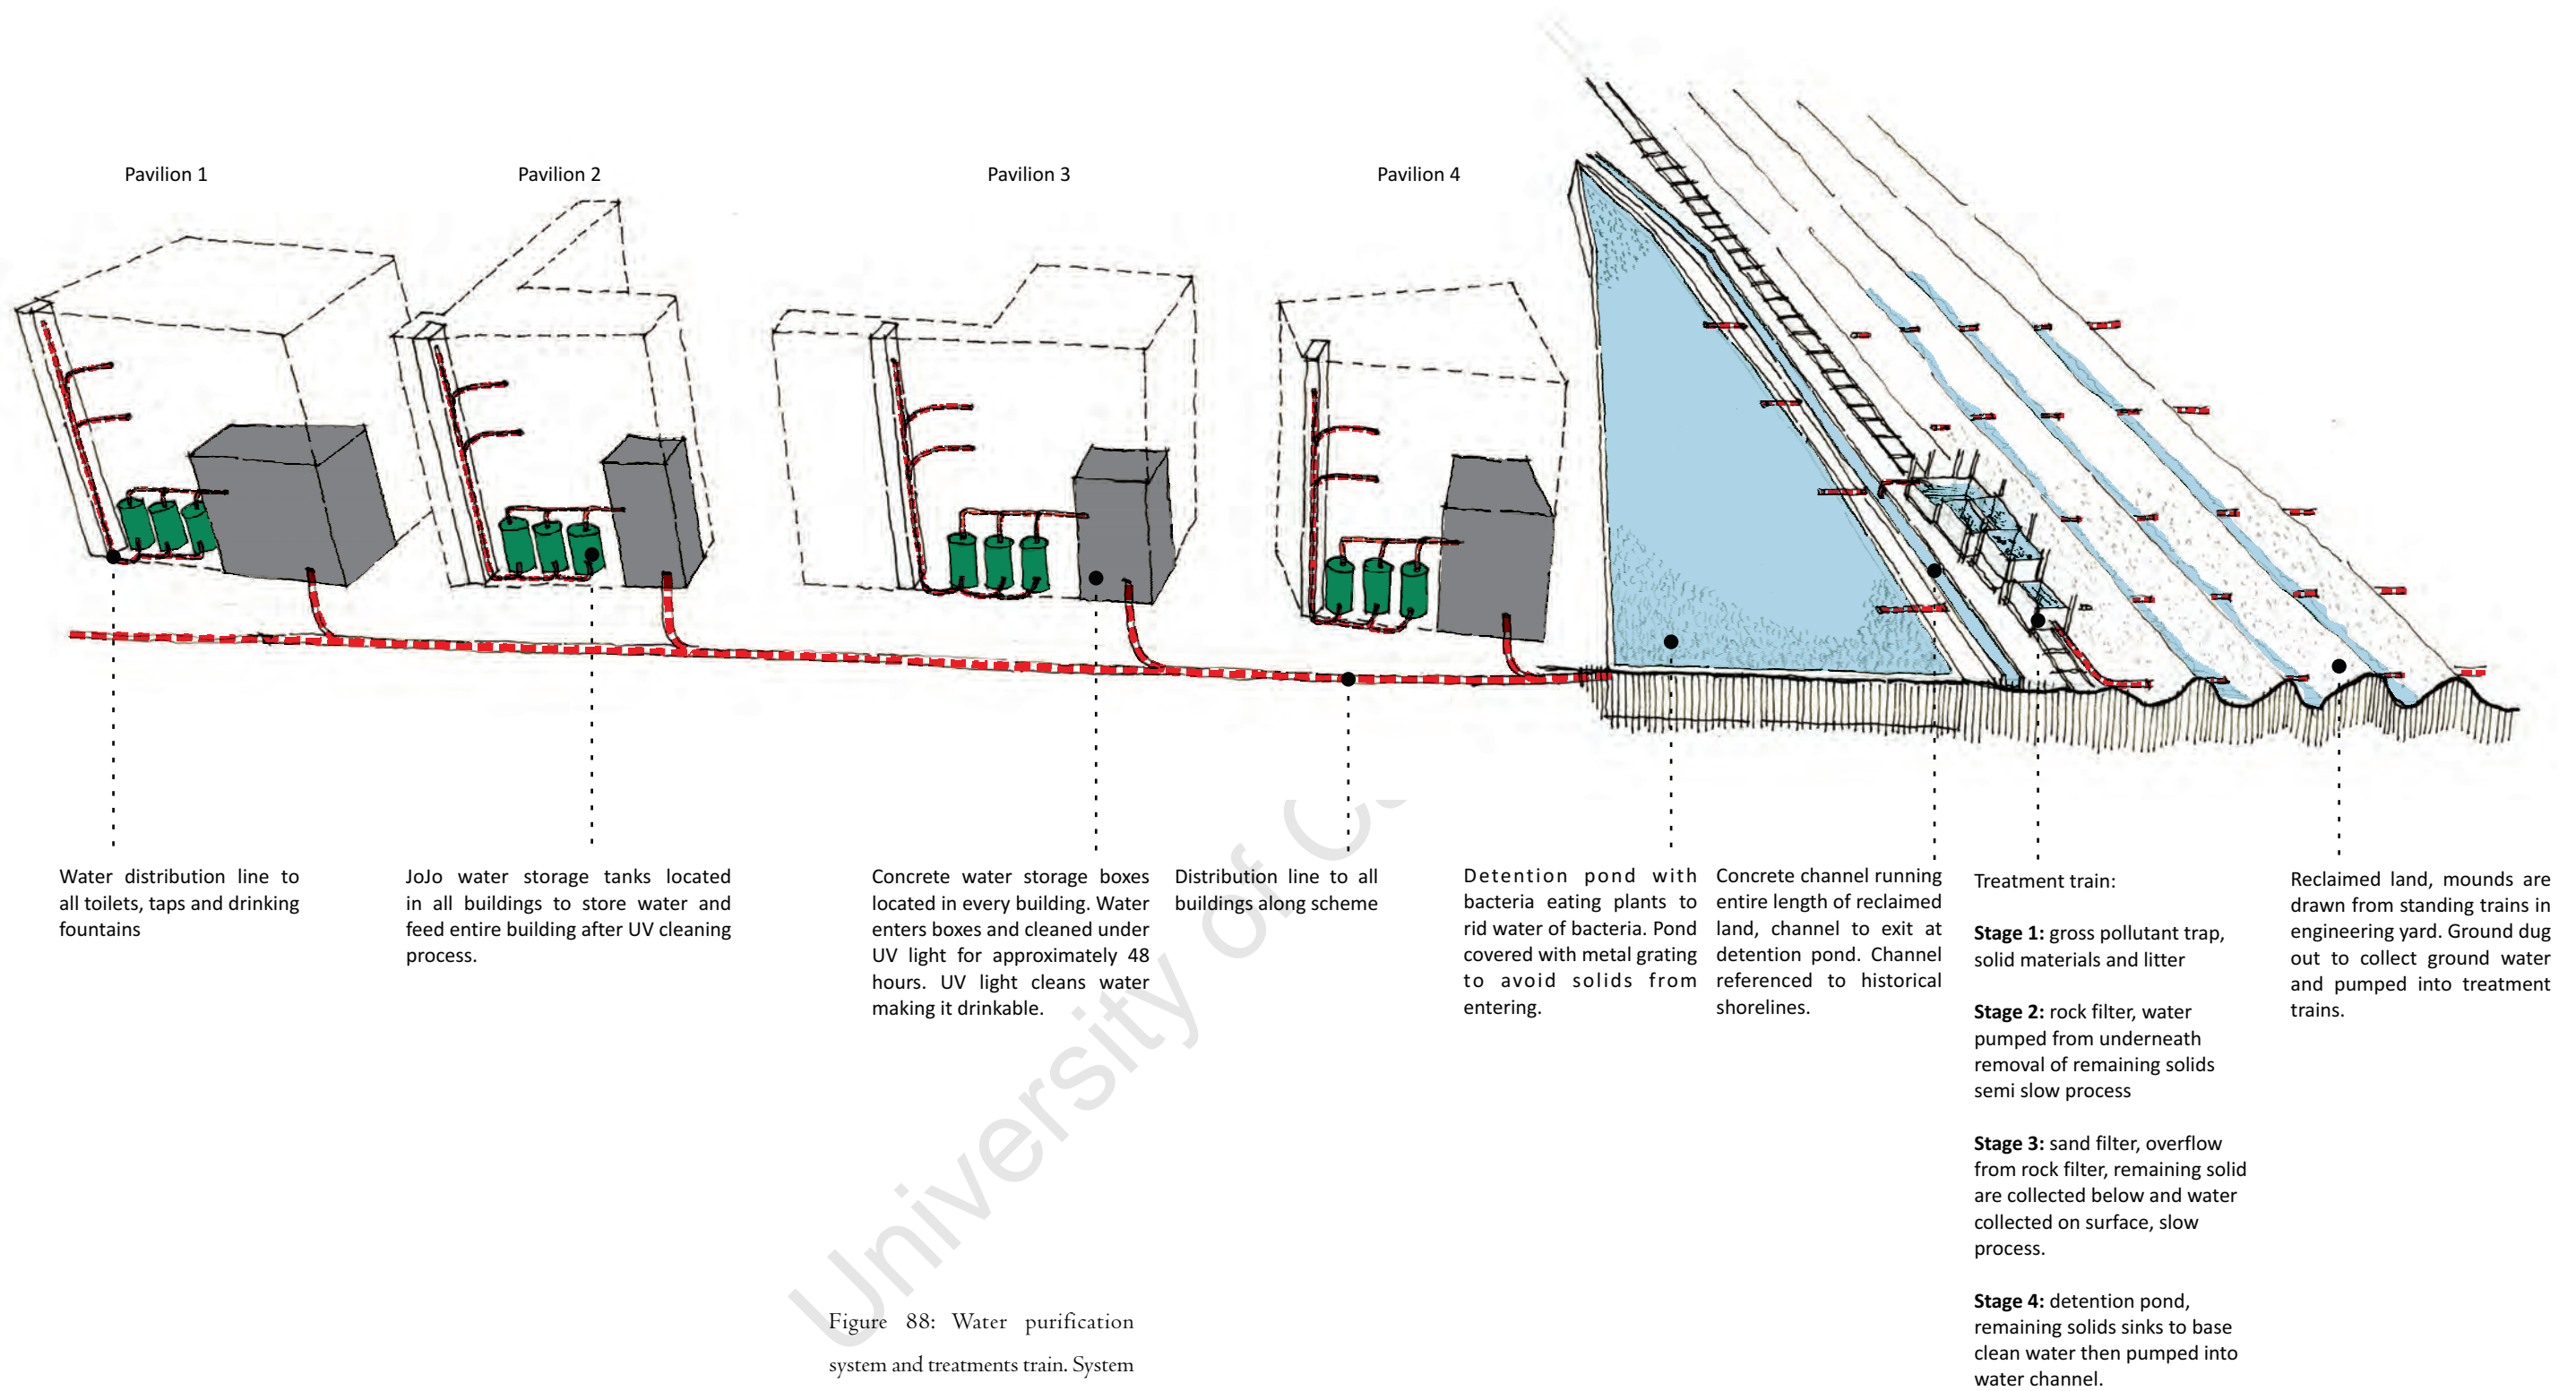 Pavilion 1
Pavilion 2
Pavilion 3
Pavilion 4
Water distribution line to
all toilets, taps and drinking
fountains
JoJo water storage tanks located
in all buildings to store water and
feed entire building after UV cleaning
process.
Concrete water storage boxes
located in every building. Water
enters boxes and cleaned under
UV light for approximately 48
hours. UV light cleans water
making it drinkable.
Distribution line to all
buildings along scheme
Detention pond with
bacteria eating plants to
rid water of bacteria. Pond
covered with metal grating
to avoid solids from
entering.
Concrete channel running
entire length of reclaimed
land, channel to exit at
detention pond. Channel
referenced to historical
shorelines.
Treatment train:
Stage 1: gross pollutant trap,
solid materials and litter
Stage 2: rock filter, water
pumped from underneath
removal of remaining solids
semi slow process
Stage 3: sand filter, overflow
from rock filter, remaining solid
are collected below and water
collected on surface, slow
process.
Stage 4: detention pond,
remaining solids sinks to base
clean water then pumped into
water channel.
Reclaimed land, mounds are
drawn from standing trains in
engineering yard. Ground dug
out to collect ground water
and pumped into treatment
trains.
University of
Figure 88: Water purification
system and treatments train. System